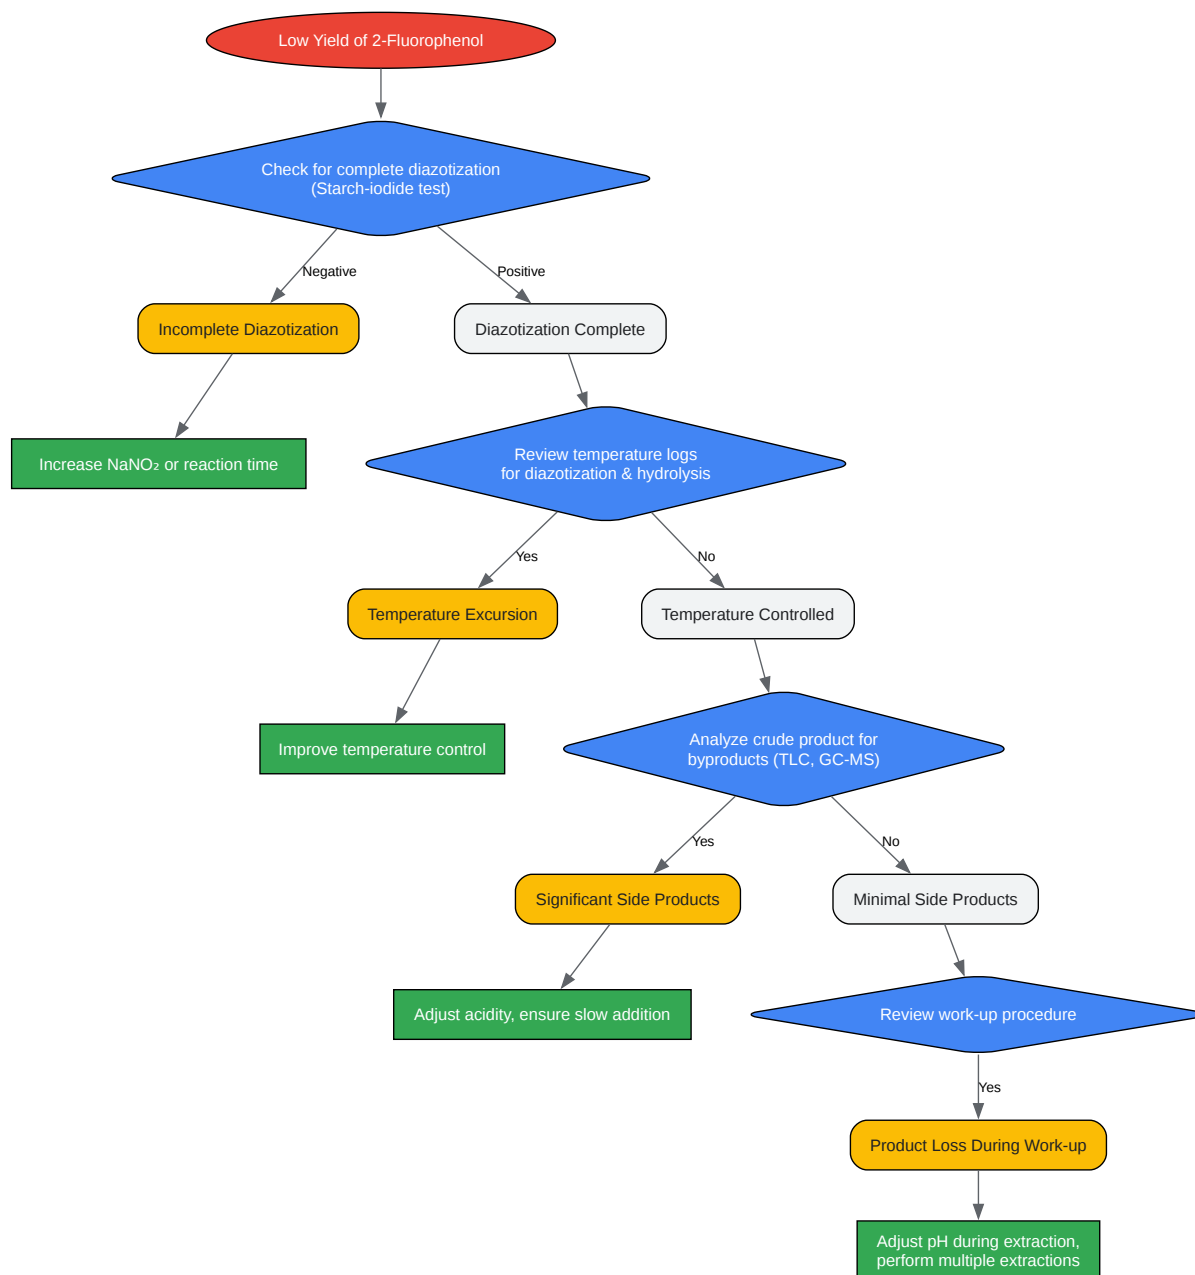 Low Yield of 2-Fluorophenol
Check for complete diazotization
(Starch-iodide test)
Negative
Positive
Incomplete Diazotization
Diazotization Complete
Increase NaNO₂ or reaction time
Review temperature logs
for diazotization & hydrolysis
Yes
No
Temperature Excursion
Temperature Controlled
Improve temperature control
Analyze crude product for
byproducts (TLC, GC-MS)
Yes
No
Significant Side Products
Minimal Side Products
Adjust acidity, ensure slow addition
Review work-up procedure
Yes
Product Loss During Work-up
Adjust pH during extraction,
perform multiple extractions